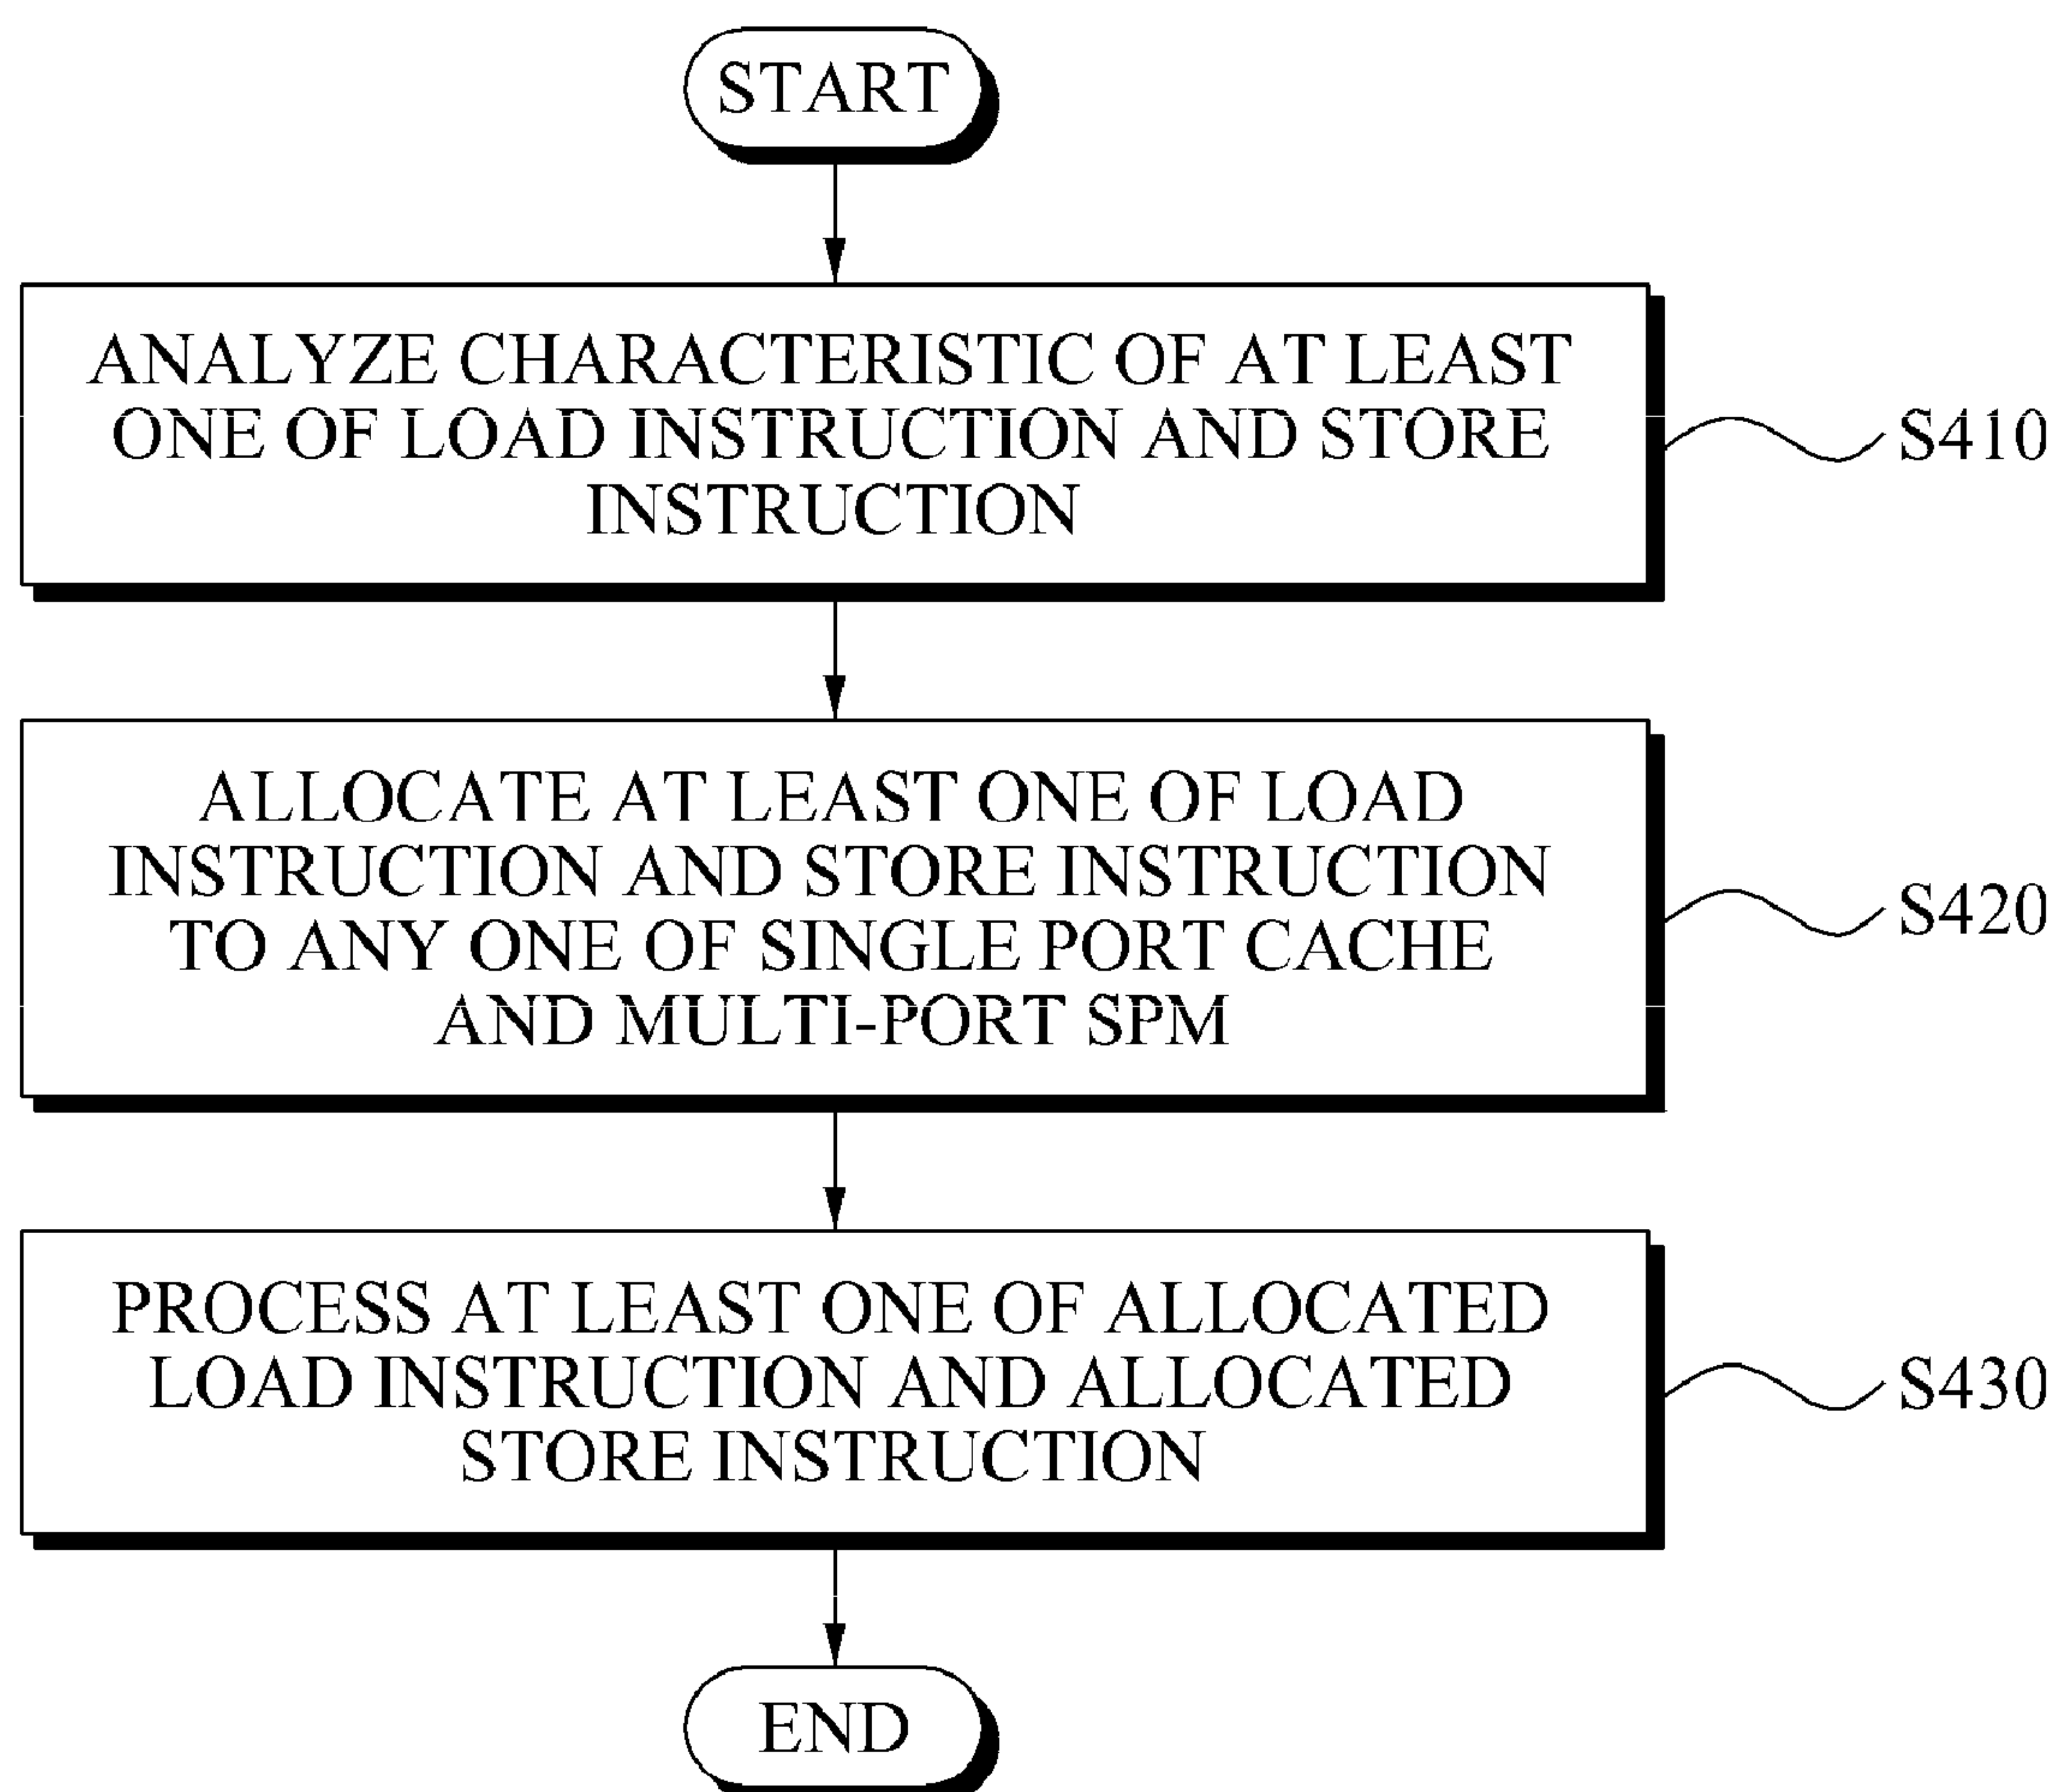 START
ANALYZE CHARACTERISTIC OF AT LEAST
ONE OF LOAD INSTRUCTION AND STORE
INSTRUCTION
S410
ALLOCATE AT LEAST ONE OF LOAD
INSTRUCTION AND STORE INSTRUCTION
TO ANY ONE OF SINGLE PORT CACHE
AND MULTI-PORT SPM
S420
PROCESS AT LEAST ONE OF ALLOCATED
LOAD INSTRUCTION AND ALLOCATED
STORE INSTRUCTION
S430
END